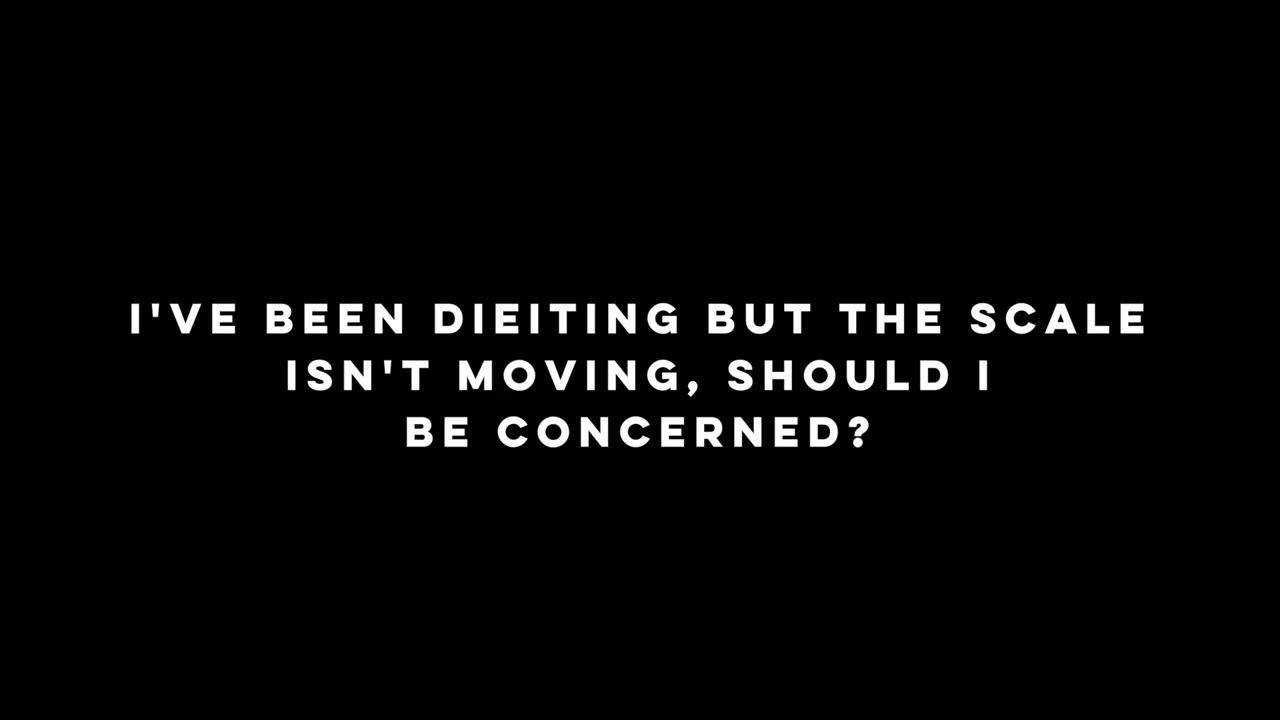 I'VE BEEN DIEITING BUT THE SCALE
ISN'T MOVING, SHOULD I
BE CONCERNED?